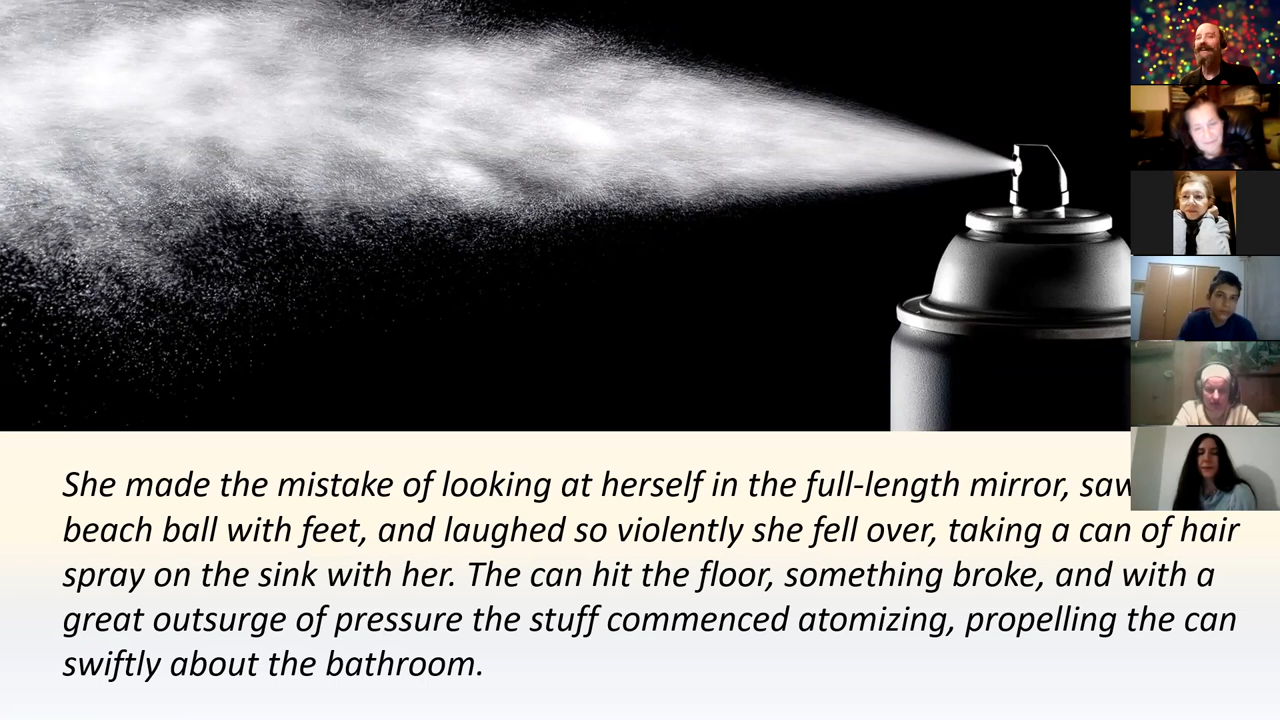 She made the mistake of looking at herself in the full-length mirror, saw
beach ball with feet, and laughed so violently she fell over, taking a can of hair
spray on the sink with her. The can hit the floor, something broke, and with a
great outsurge of pressure the stuff commenced atomizing, propelling the can
swiftly about the bathroom.